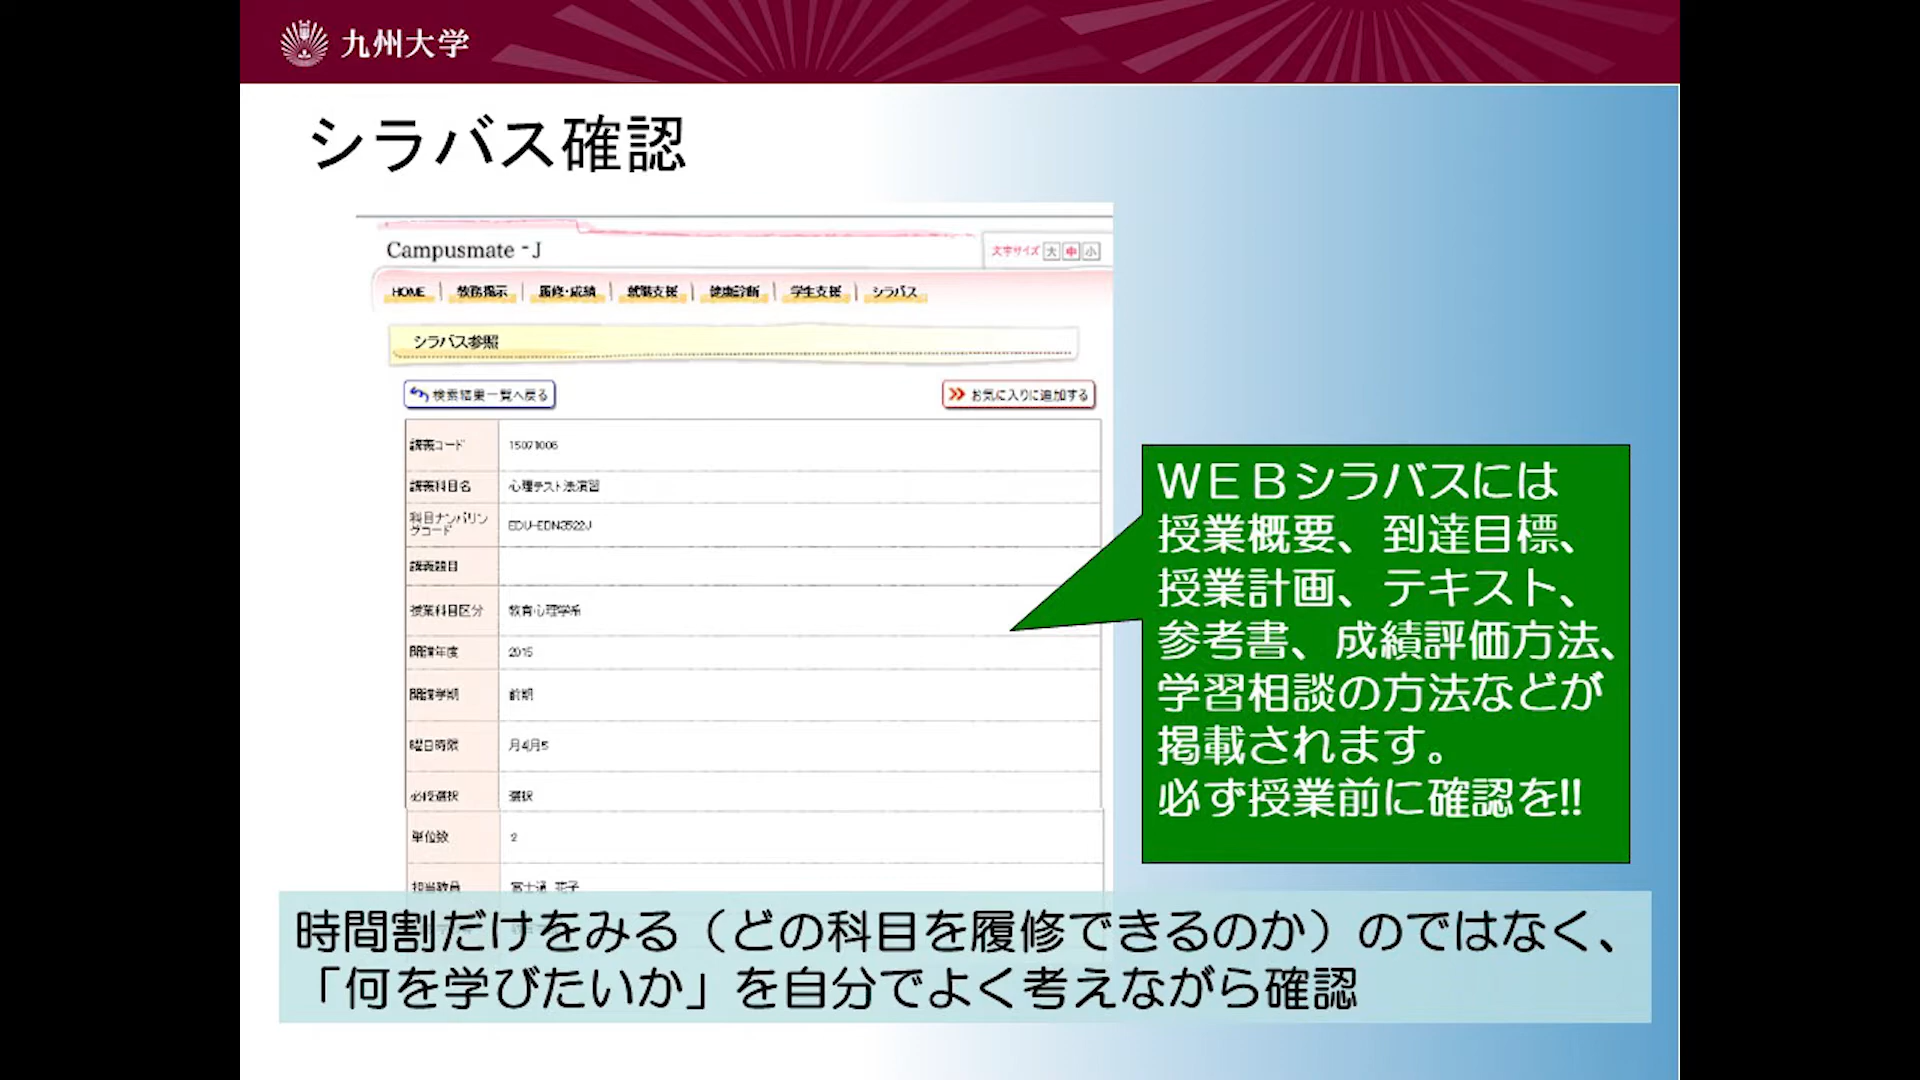 九州大学
シラバス確認
Campusmate-J
文字サイズ 大 中 小
HOME 教務掲示 履修・成績 就職支援 健康診断 学生支援 シラバス
シラバス参照
検索結果一覧へ戻る お気に入りに追加する
講義コード 15071006
講義科目名 心理テスト法演習
科目ナンバリングコード EDU-EDN3522J
講義題目
授業科目区分 教育心理学系
開講年度 2015
開講学期 前期
曜日時限 月4月5
必修選択 選択
単位数 2
担当教員 富士通 花子
WEBシラバスには
授業概要、到達目標、
授業計画、テキスト、
参考書、成績評価方法、
学習相談の方法などが
掲載されます。
必ず授業前に確認を!!
時間割だけをみる（どの科目を履修できるのか）のではなく、
「何を学びたいか」を自分でよく考えながら確認